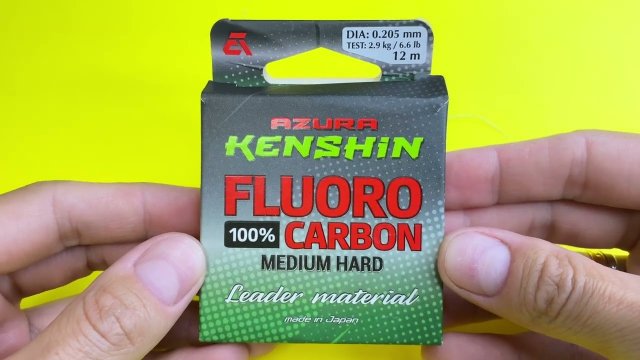 DIA: 0.205 mm
TEST: 2.9 kg / 6.6 lb
12 m
AZURA
KENSHiN
FLUORO
100% CARBON
MEDIUM HARD
Leader material
made in Japan